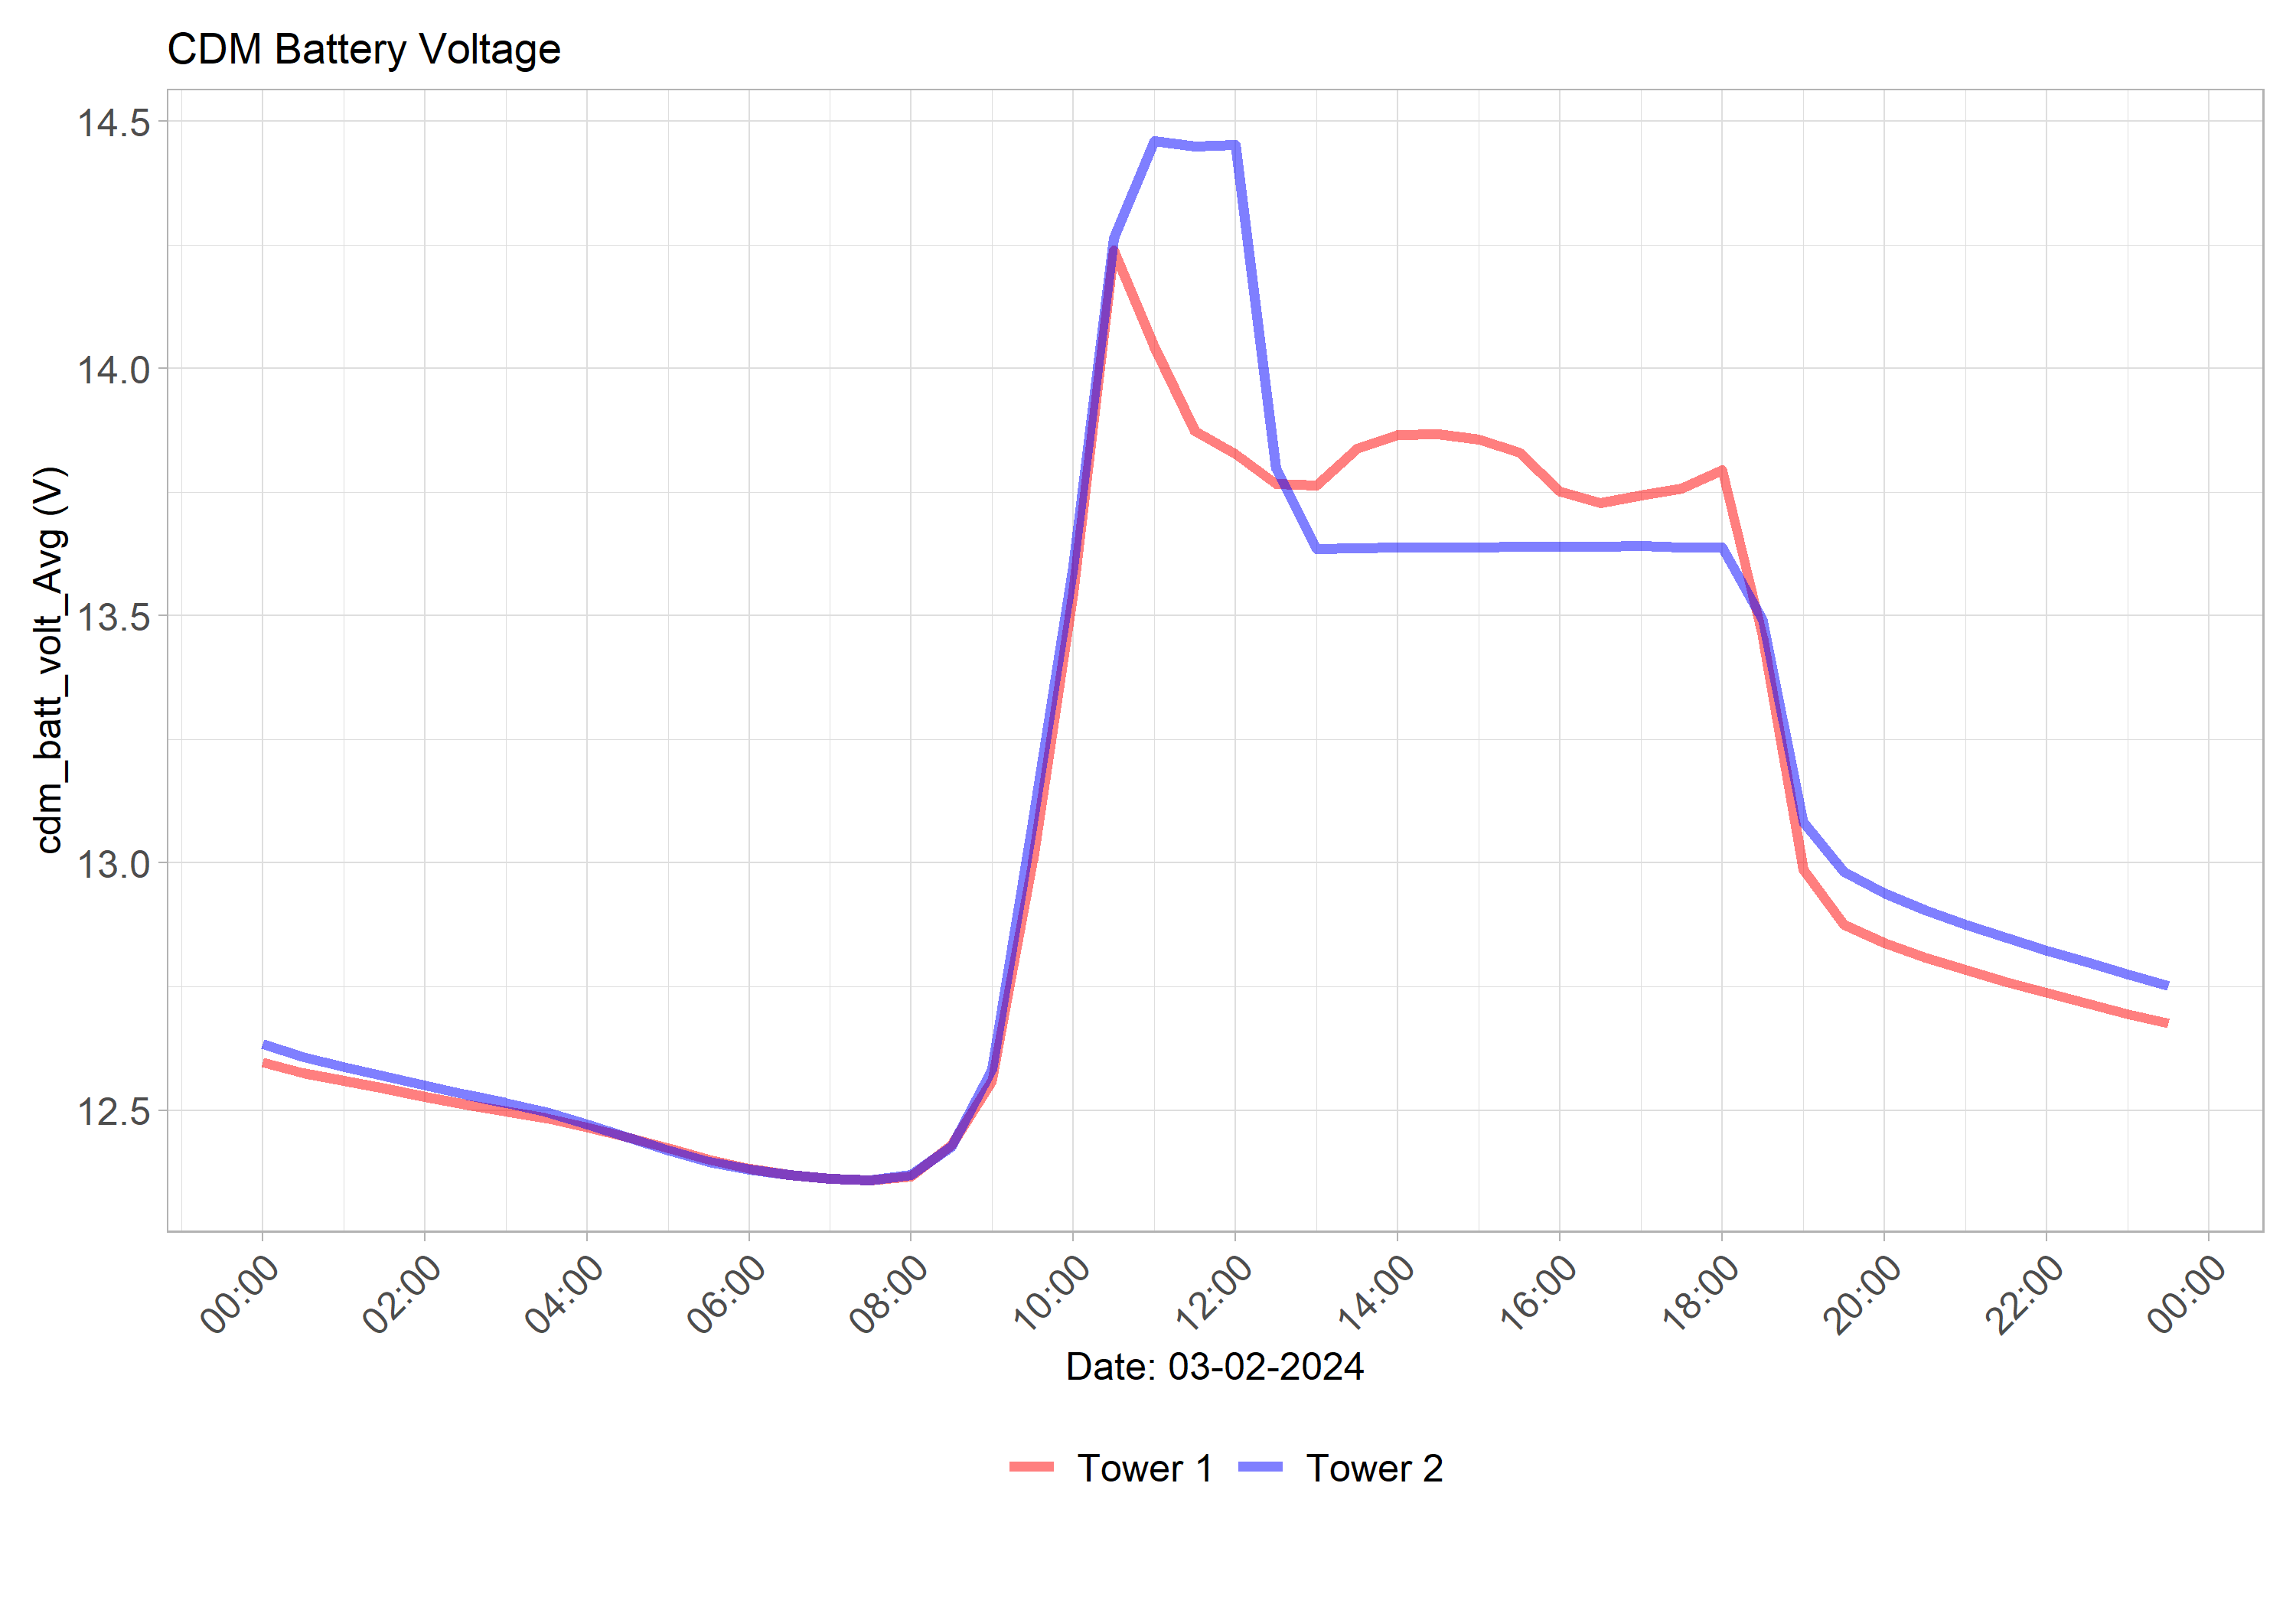 CDM Battery Voltage
cdm_batt_volt_Avg (V)
14.5
14.0
13.5
13.0
12.5
00:00 02:00 04:00 06:00 08:00 10:00 12:00 14:00 16:00 18:00 20:00 22:00 00:00
Date: 03-02-2024
Tower 1 Tower 2